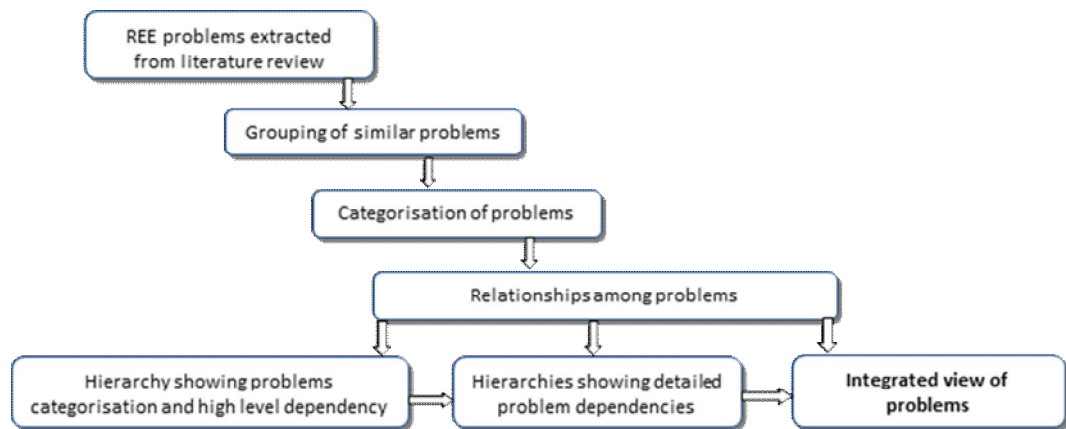 REE problems extracted
from literature review
Grouping of similar problems
Categorisation of problems
Relationships among problems
Hierarchy showing problems
categorisation and high level dependency
Hierarchies showing detailed
problem dependencies
Integrated view of
problems